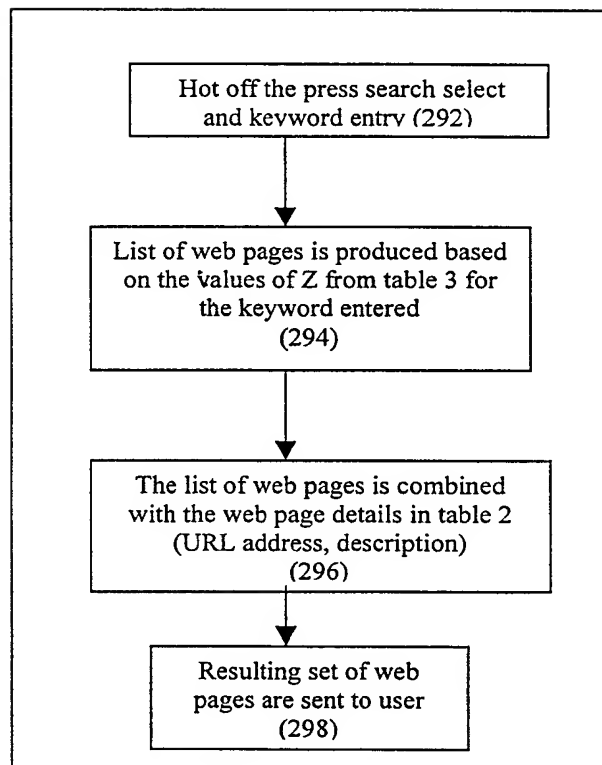 Hot off the press search select
and keyword entry (292)
List of web pages is produced based
on the values of Z from table 3 for
the keyword entered
(294)
The list of web pages is combined
with the web page details in table 2
(URL address, description)
(296)
Resulting set of web
pages are sent to user
(298)